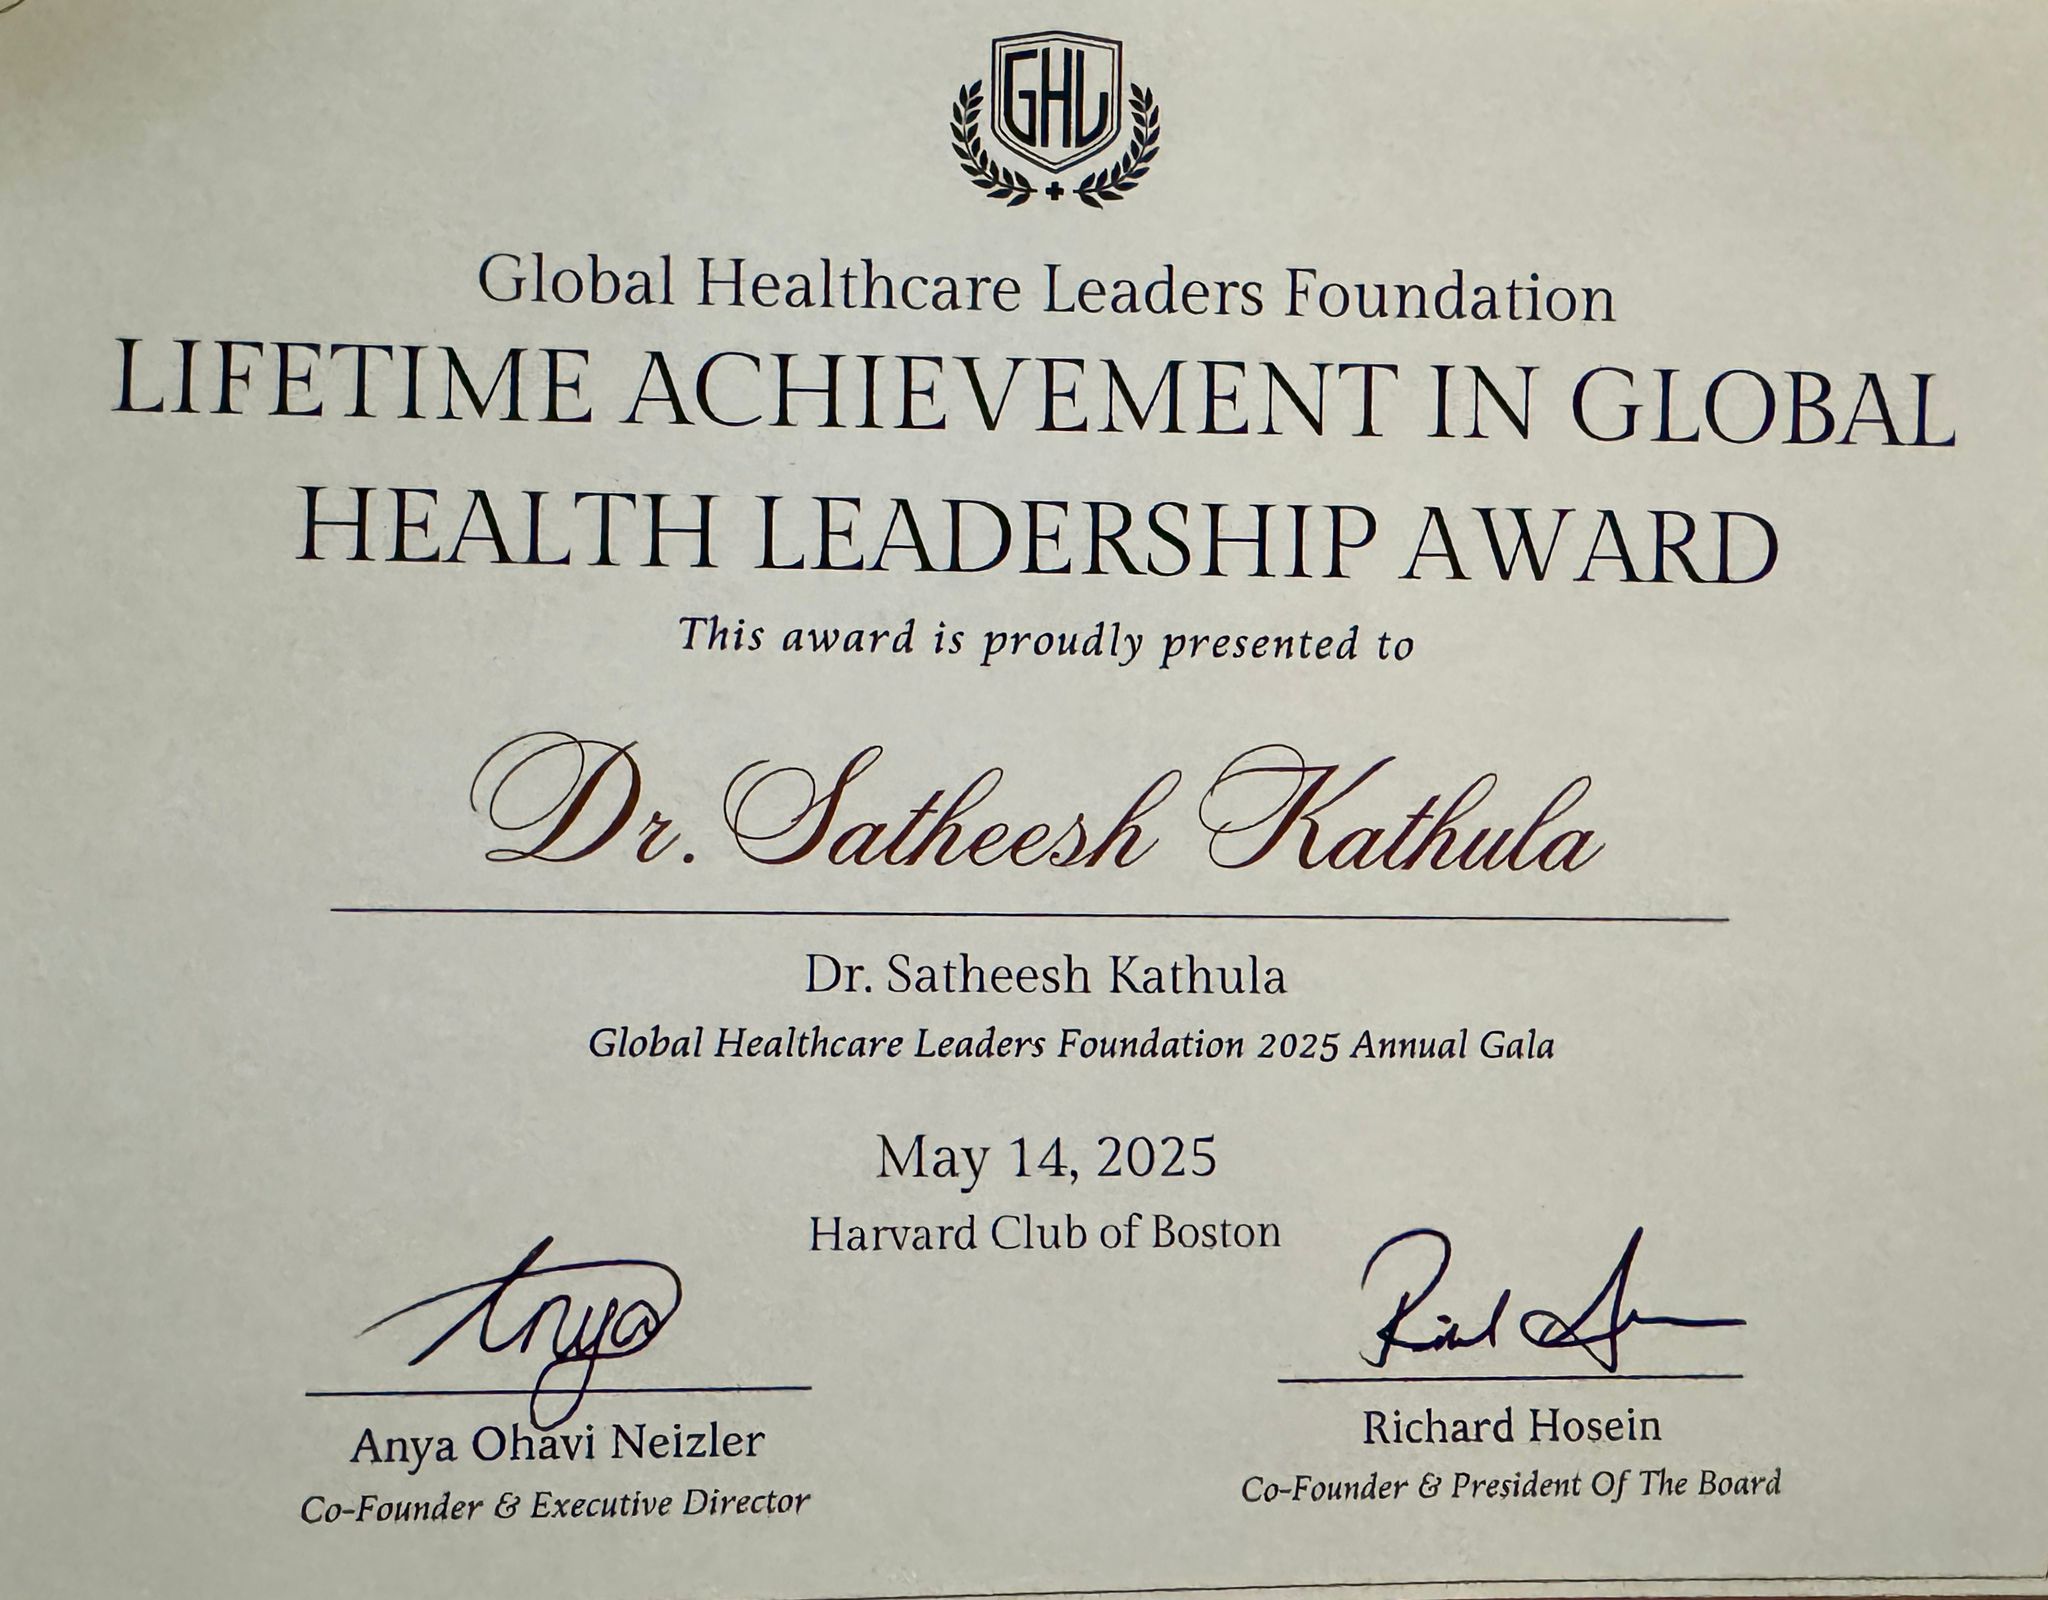 GHL
Global Healthcare Leaders Foundation
LIFETIME ACHIEVEMENT IN GLOBAL
HEALTH LEADERSHIP AWARD
This award is proudly presented to
Dr. Satheesh Kathula
Dr. Satheesh Kathula
Global Healthcare Leaders Foundation 2025 Annual Gala
May 14, 2025
Harvard Club of Boston
Anya
Anya Ohavi Neizler
Co-Founder & Executive Director
Richard Hosein
Co-Founder & President Of The Board